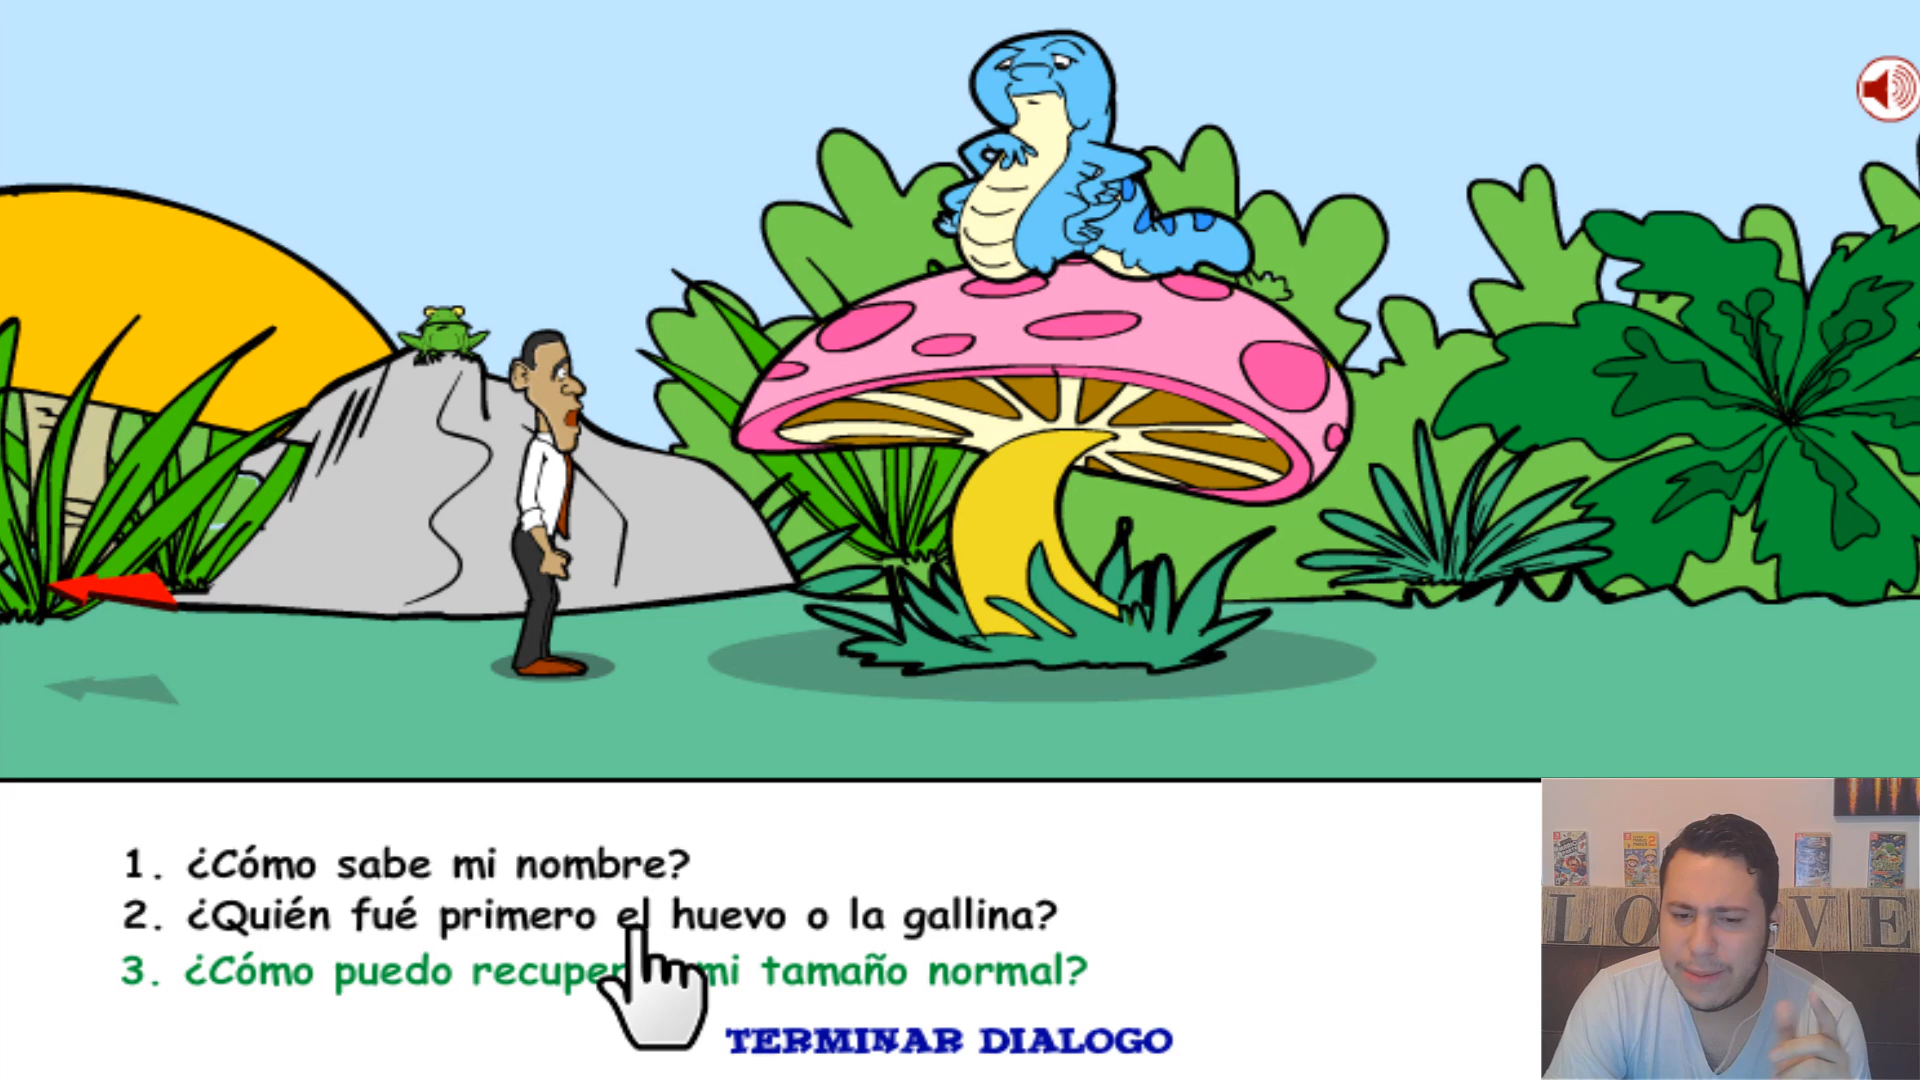 1. ¿Cómo sabe mi nombre?
2. ¿Quién fué primero el huevo o la gallina?
3. ¿Cómo puedo recuper mi tamaño normal?
TERMINAR DIALOGO
LOVE